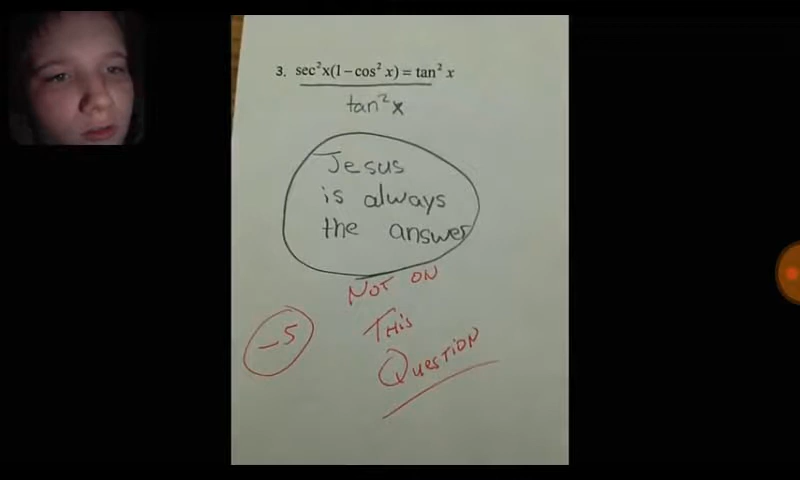 3. sec²x(1 – cos² x) = tan² x
tan²x
Jesus
is always
the answer
NOT ON
THIS
QUESTION
–5